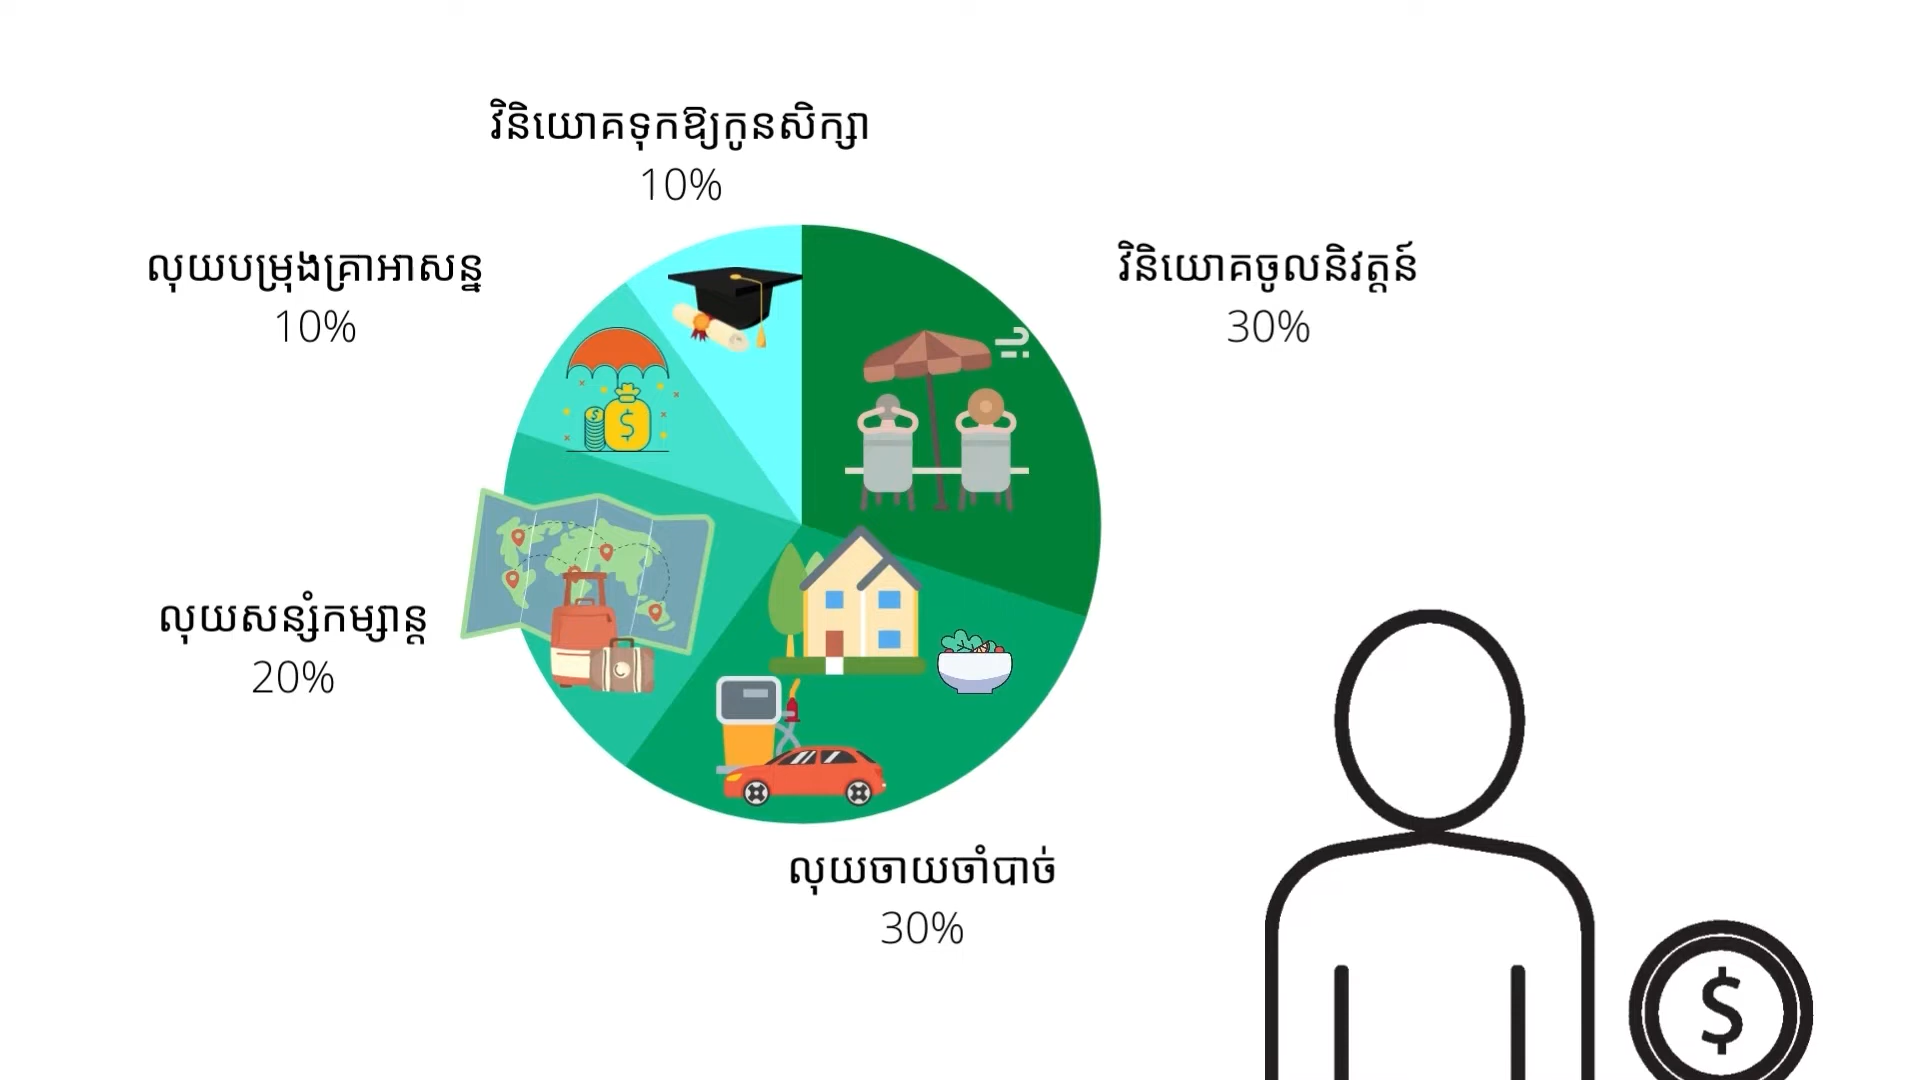 វិនិយោគទុកឱ្យកូនសិក្សា
10%
លុយបម្រុងគ្រាអាសន្ន
10%
វិនិយោគចូលនិវត្តន៍
30%
លុយសន្សំកម្សាន្ត
20%
លុយចាយចាំបាច់
30%
$